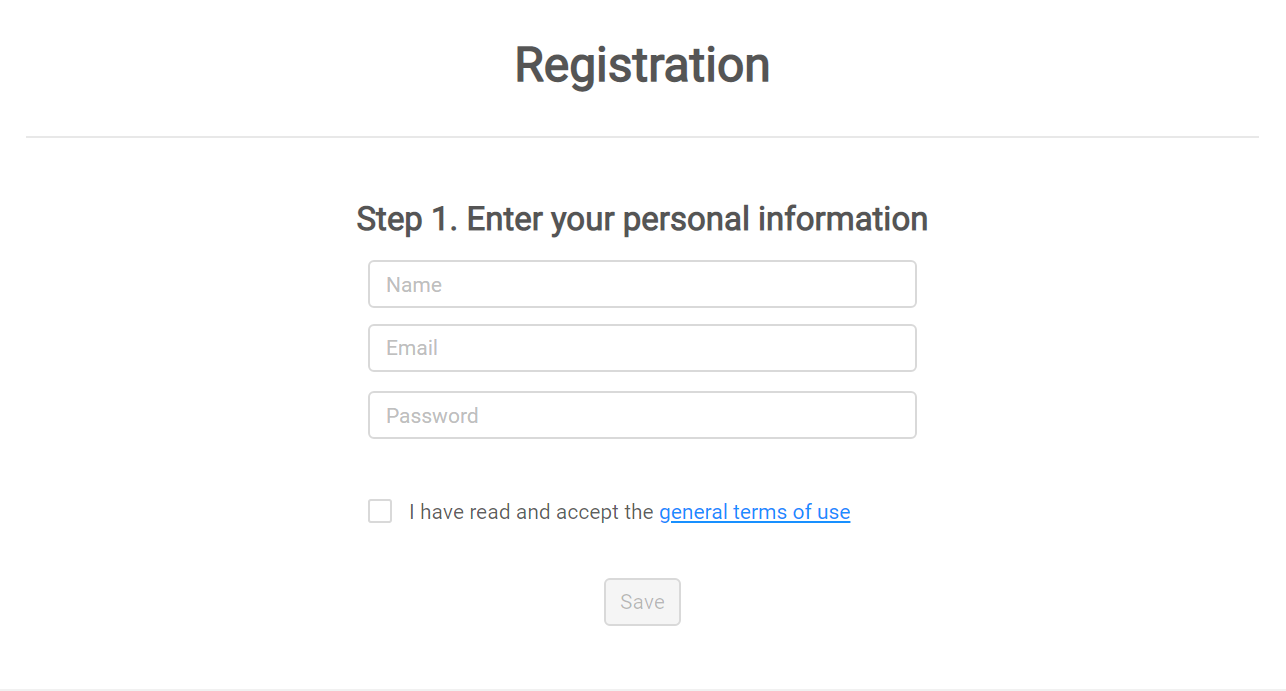 Registration
Step 1. Enter your personal information
Name
Email
Password
I have read and accept the general terms of use
Save